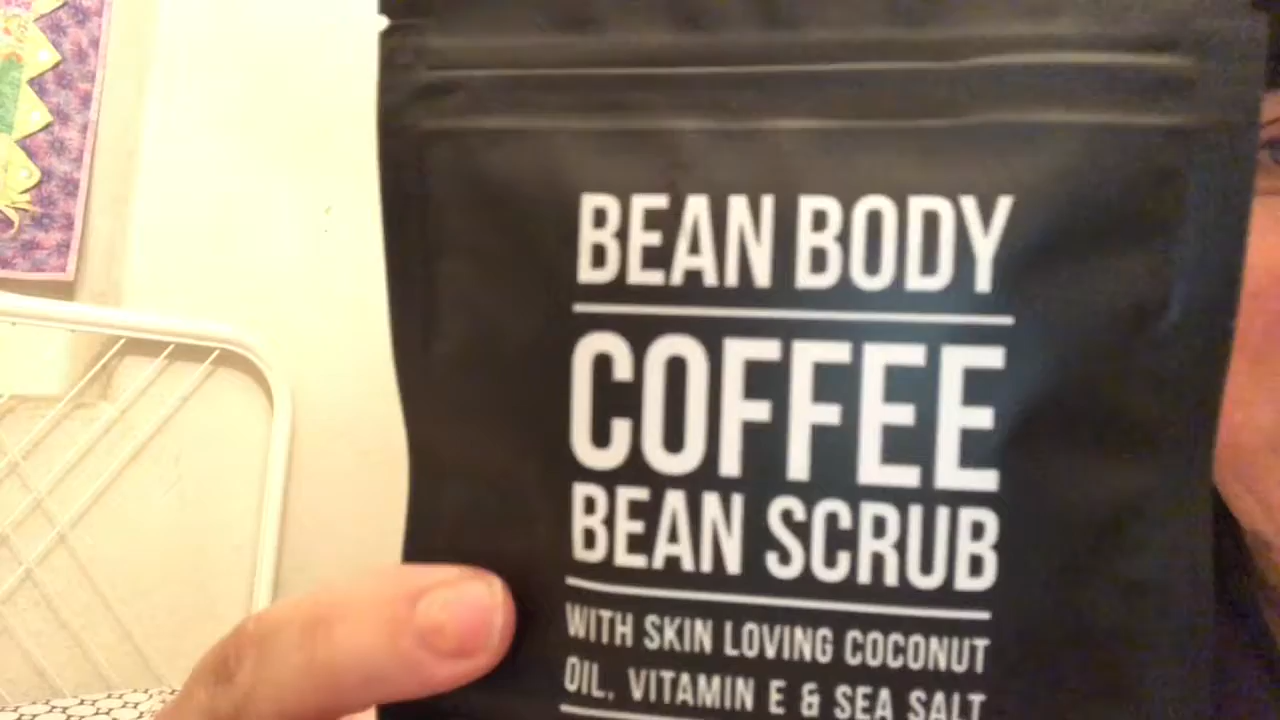 BEAN BODY
COFFEE
BEAN SCRUB
WITH SKIN LOVING COCONUT
OIL, VITAMIN E & SEA SALT